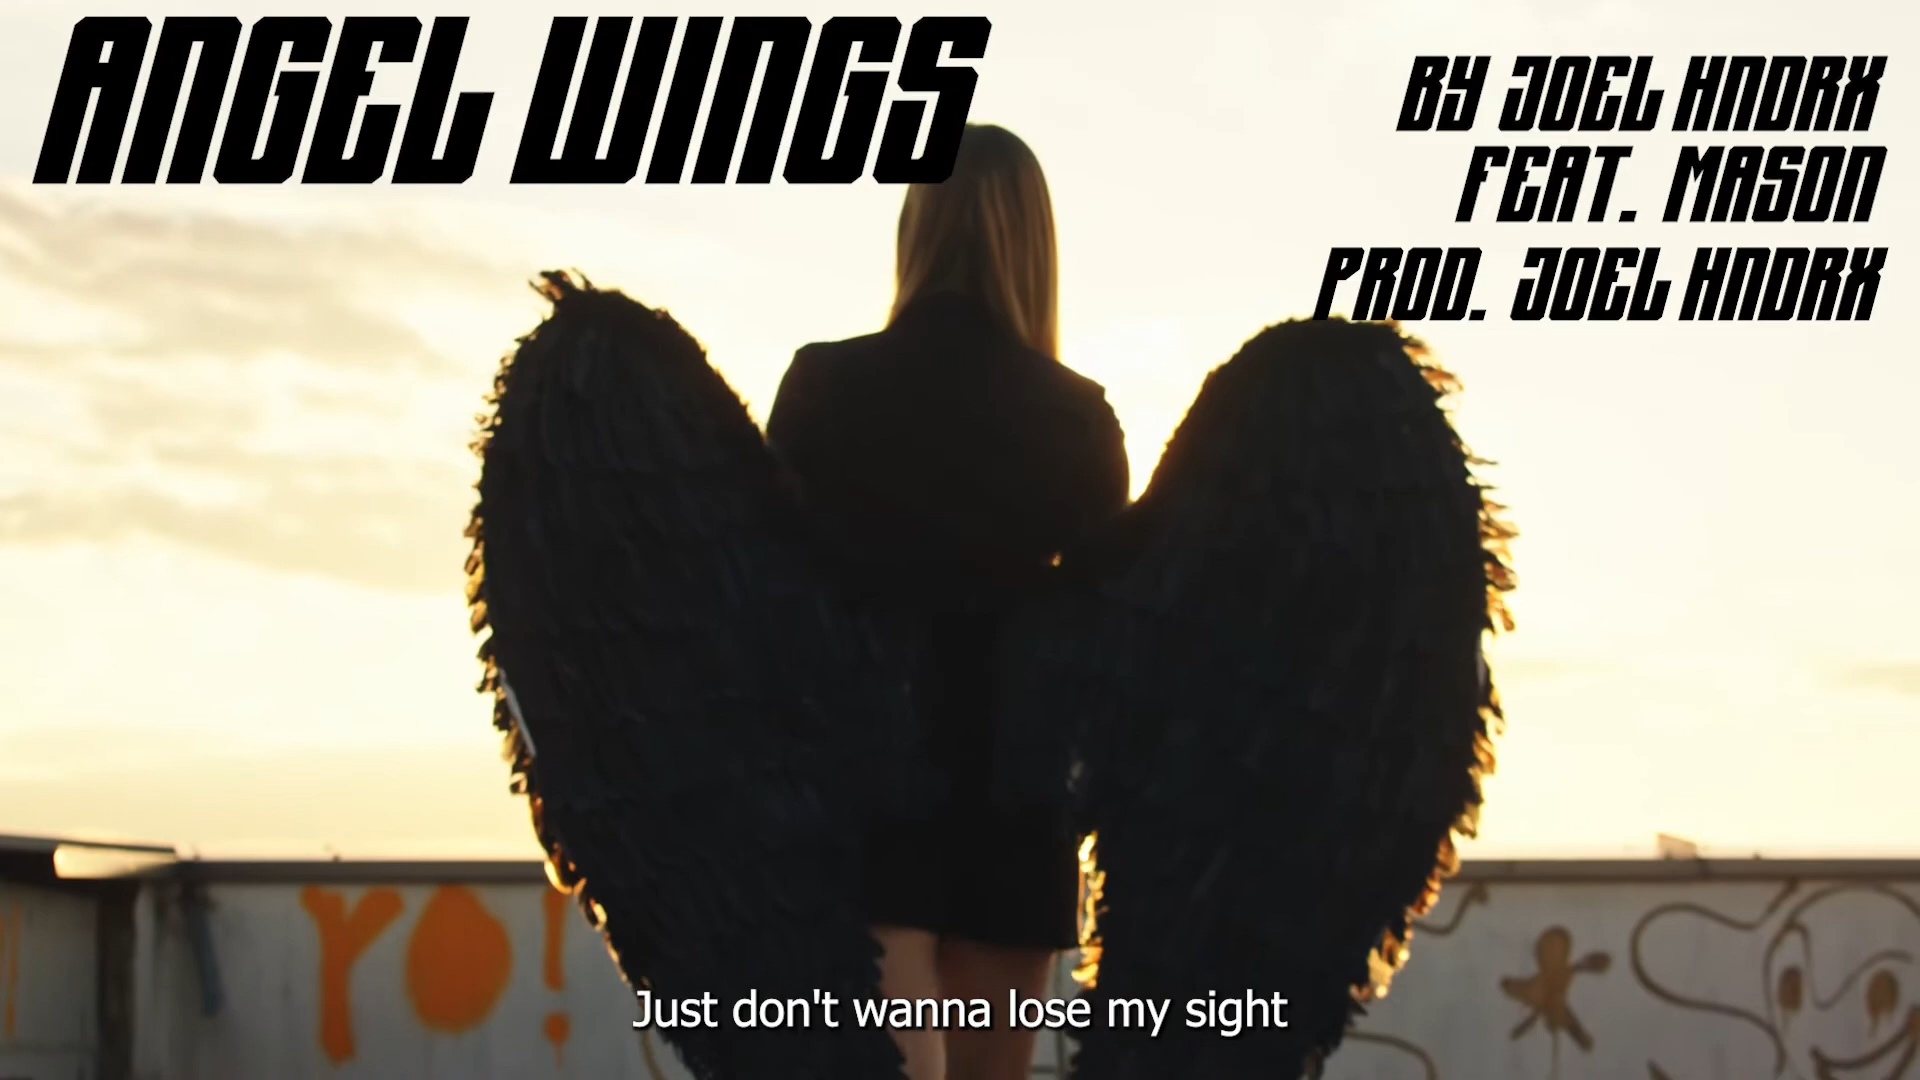 ANGEL WINGS
BY JOEL HNDRX
FEAT. MASON
PROD. JOEL HNDRX
YO!
Just don't wanna lose my sight